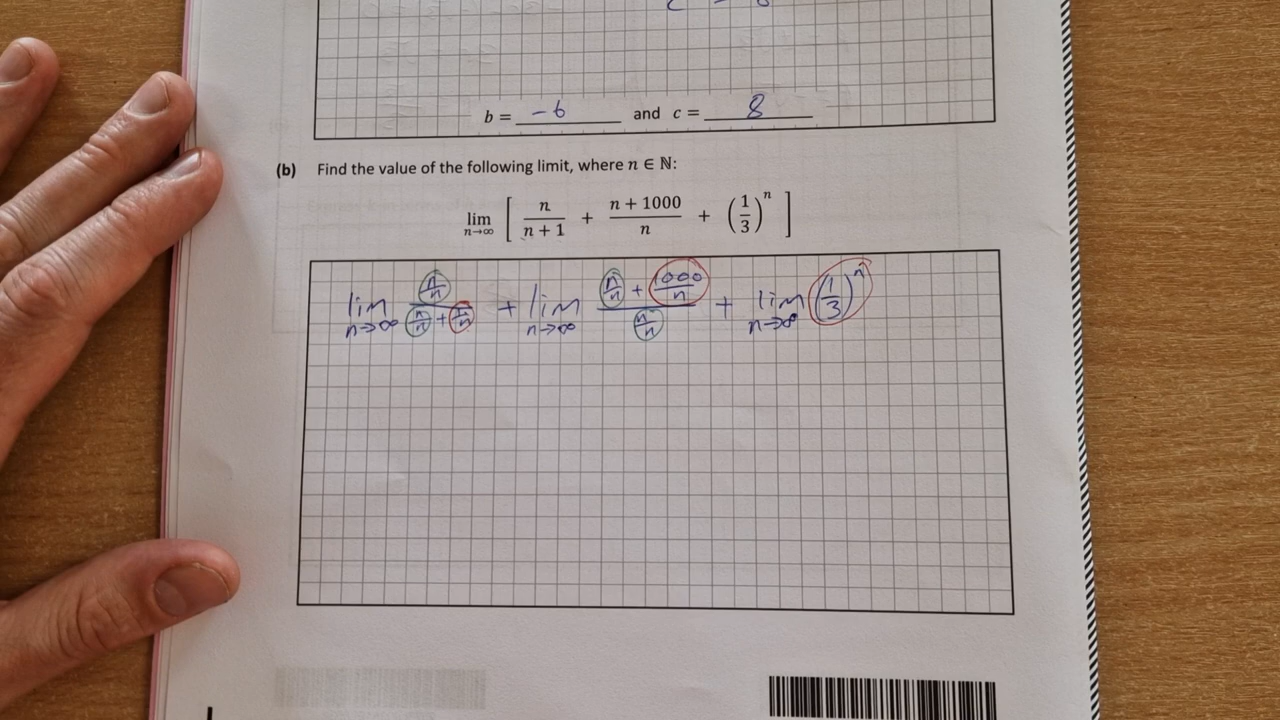 b = -6 and c = 8
(b) Find the value of the following limit, where n ∈ ℕ:
lim n→∞ [ n/(n + 1) + (n + 1000)/n + (1/3)^n ]
lim n→∞ (n/n)/(n/n + 1/n) + lim n→∞ (n/n + 1000/n)/(n/n) + lim n→∞ (1/3)^n